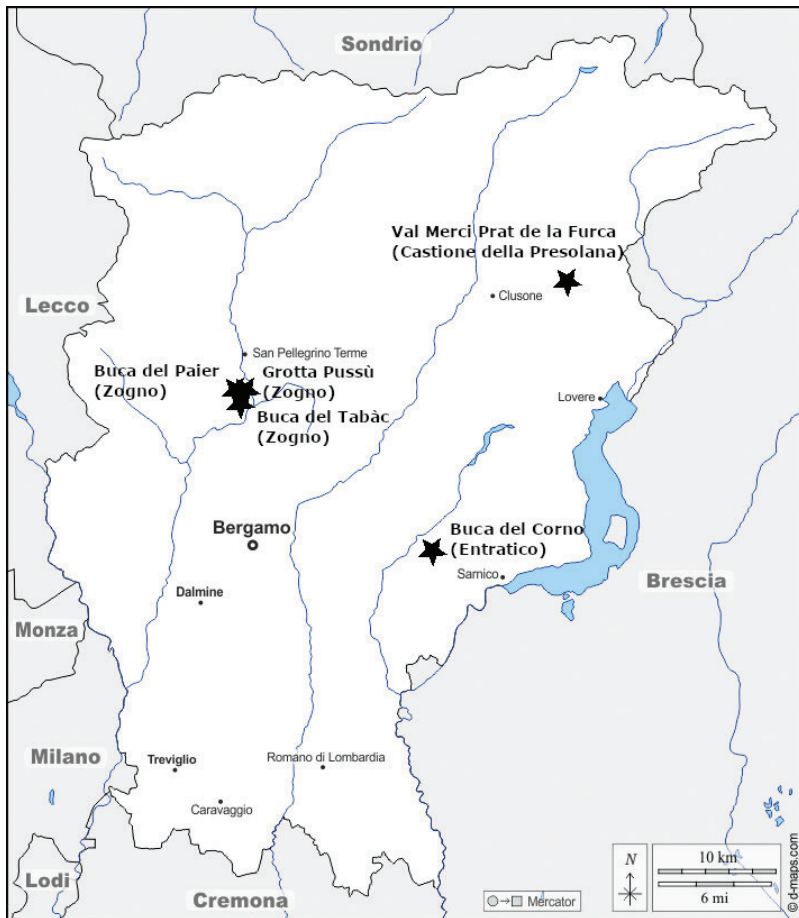 Sondrio
Val Merci Prat de la Furca
(Castione della Presolana)
Clusone
Lecco
San Pellegrino Terme
Buca del Paier
(Zogno)
Grotta Pussù
(Zogno)
Buca del Tabàc
(Zogno)
Lovere
Bergamo
Buca del Corno
(Entratico)
Sarnico
Brescia
Dalmine
Monza
Milano
Treviglio
Romano di Lombardia
Caravaggio
Lodi
Cremona
Mercator
N
10 km
6 mi
© d-maps.com